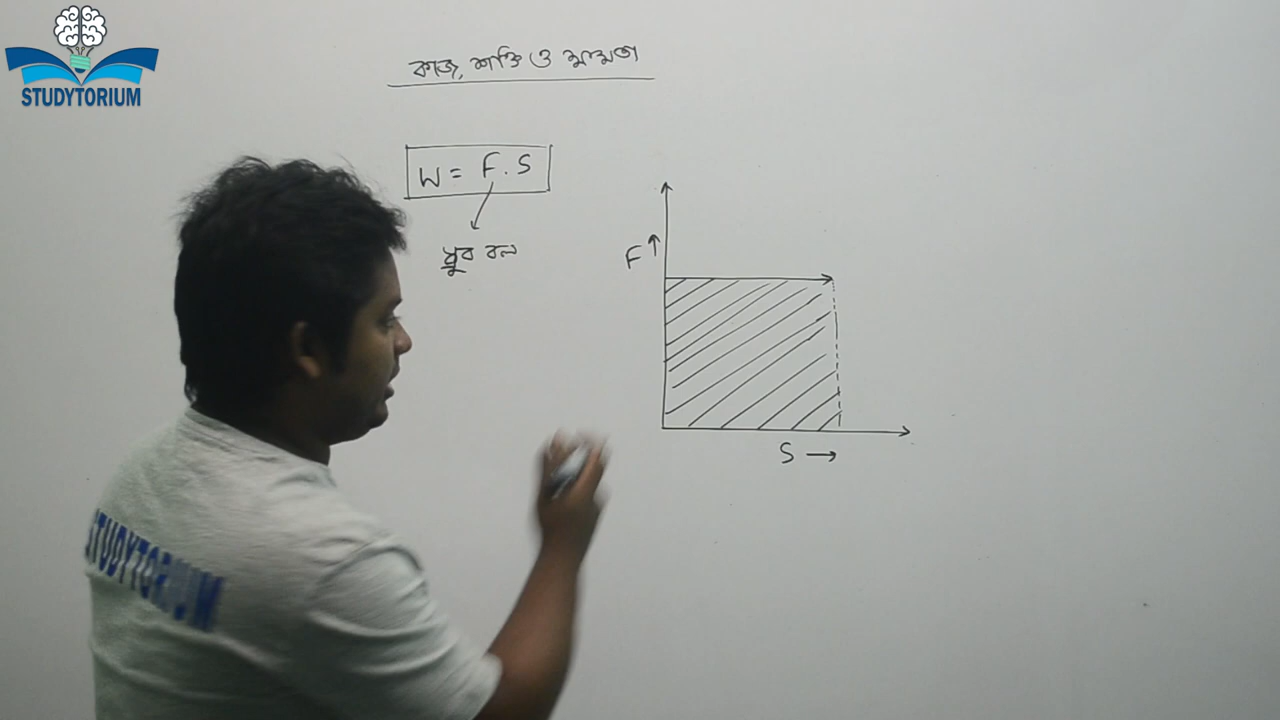 STUDYTORIUM
কাজ, শক্তি ও ক্ষমতা
W = F . S
ধ্রুব বল
F ↑
S →
STUDYTORIUM